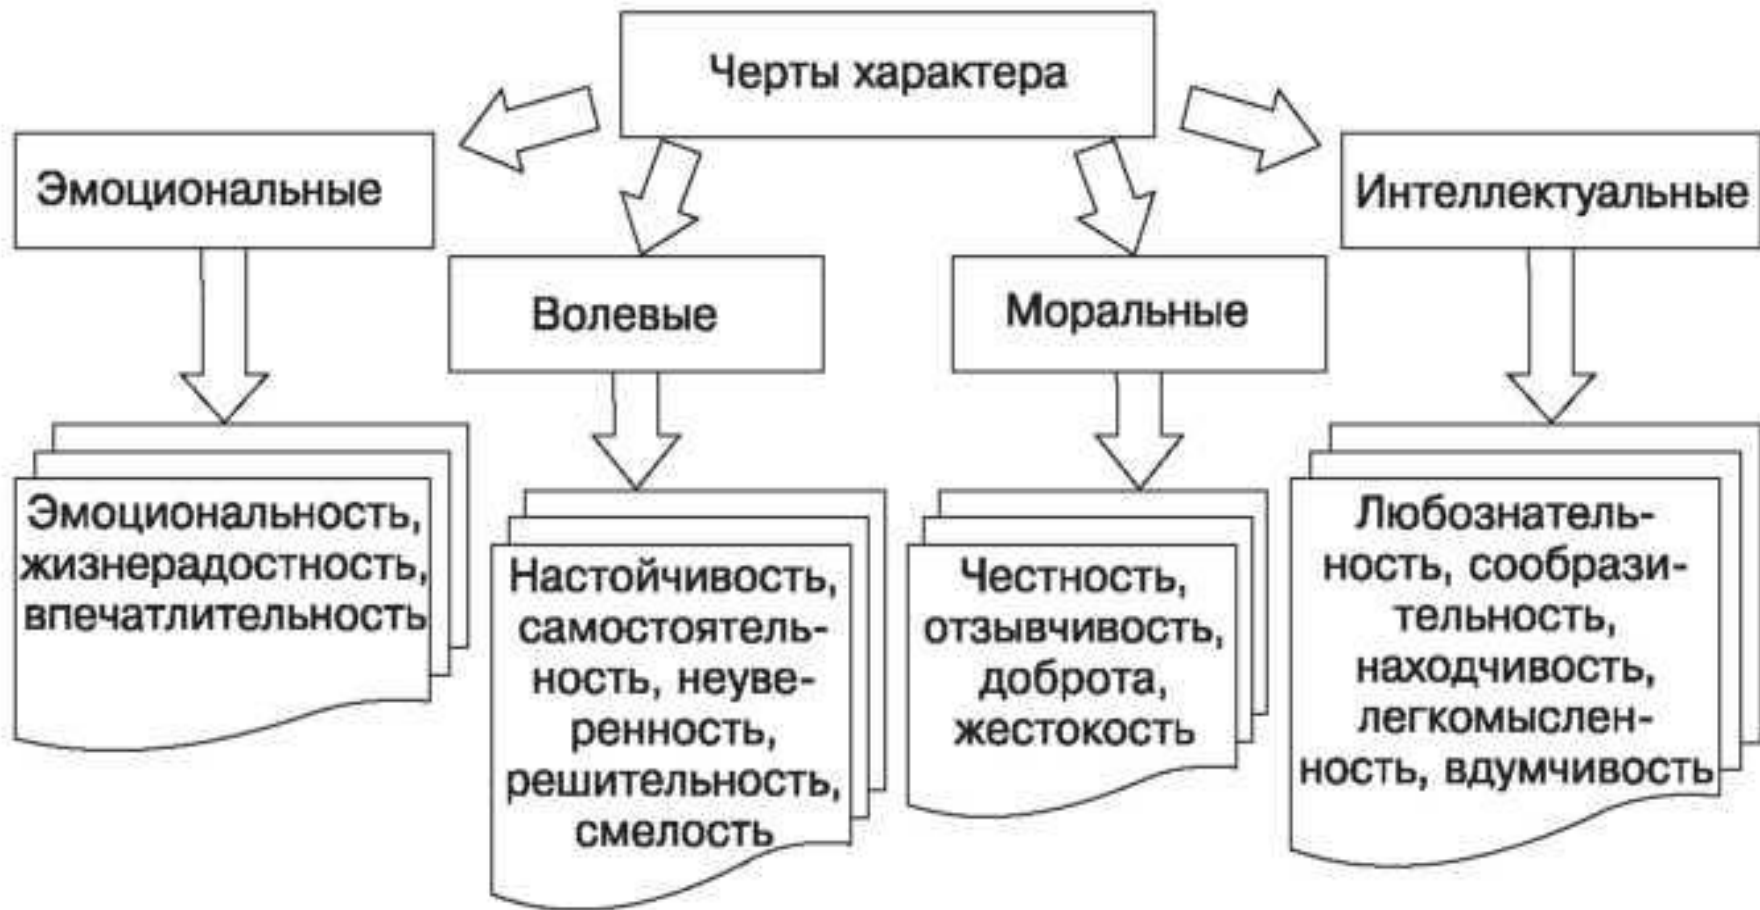 Черты характера
Эмоциональные
Интеллектуальные
Волевые
Моральные
Эмоциональность,
жизнерадостность,
впечатлительность
Настойчивость,
самостоятель-
ность, неуве-
ренность,
решительность,
смелость
Честность,
отзывчивость,
доброта,
жестокость
Любознатель-
ность, сообрази-
тельность,
находчивость,
легкомыслен-
ность, вдумчивость